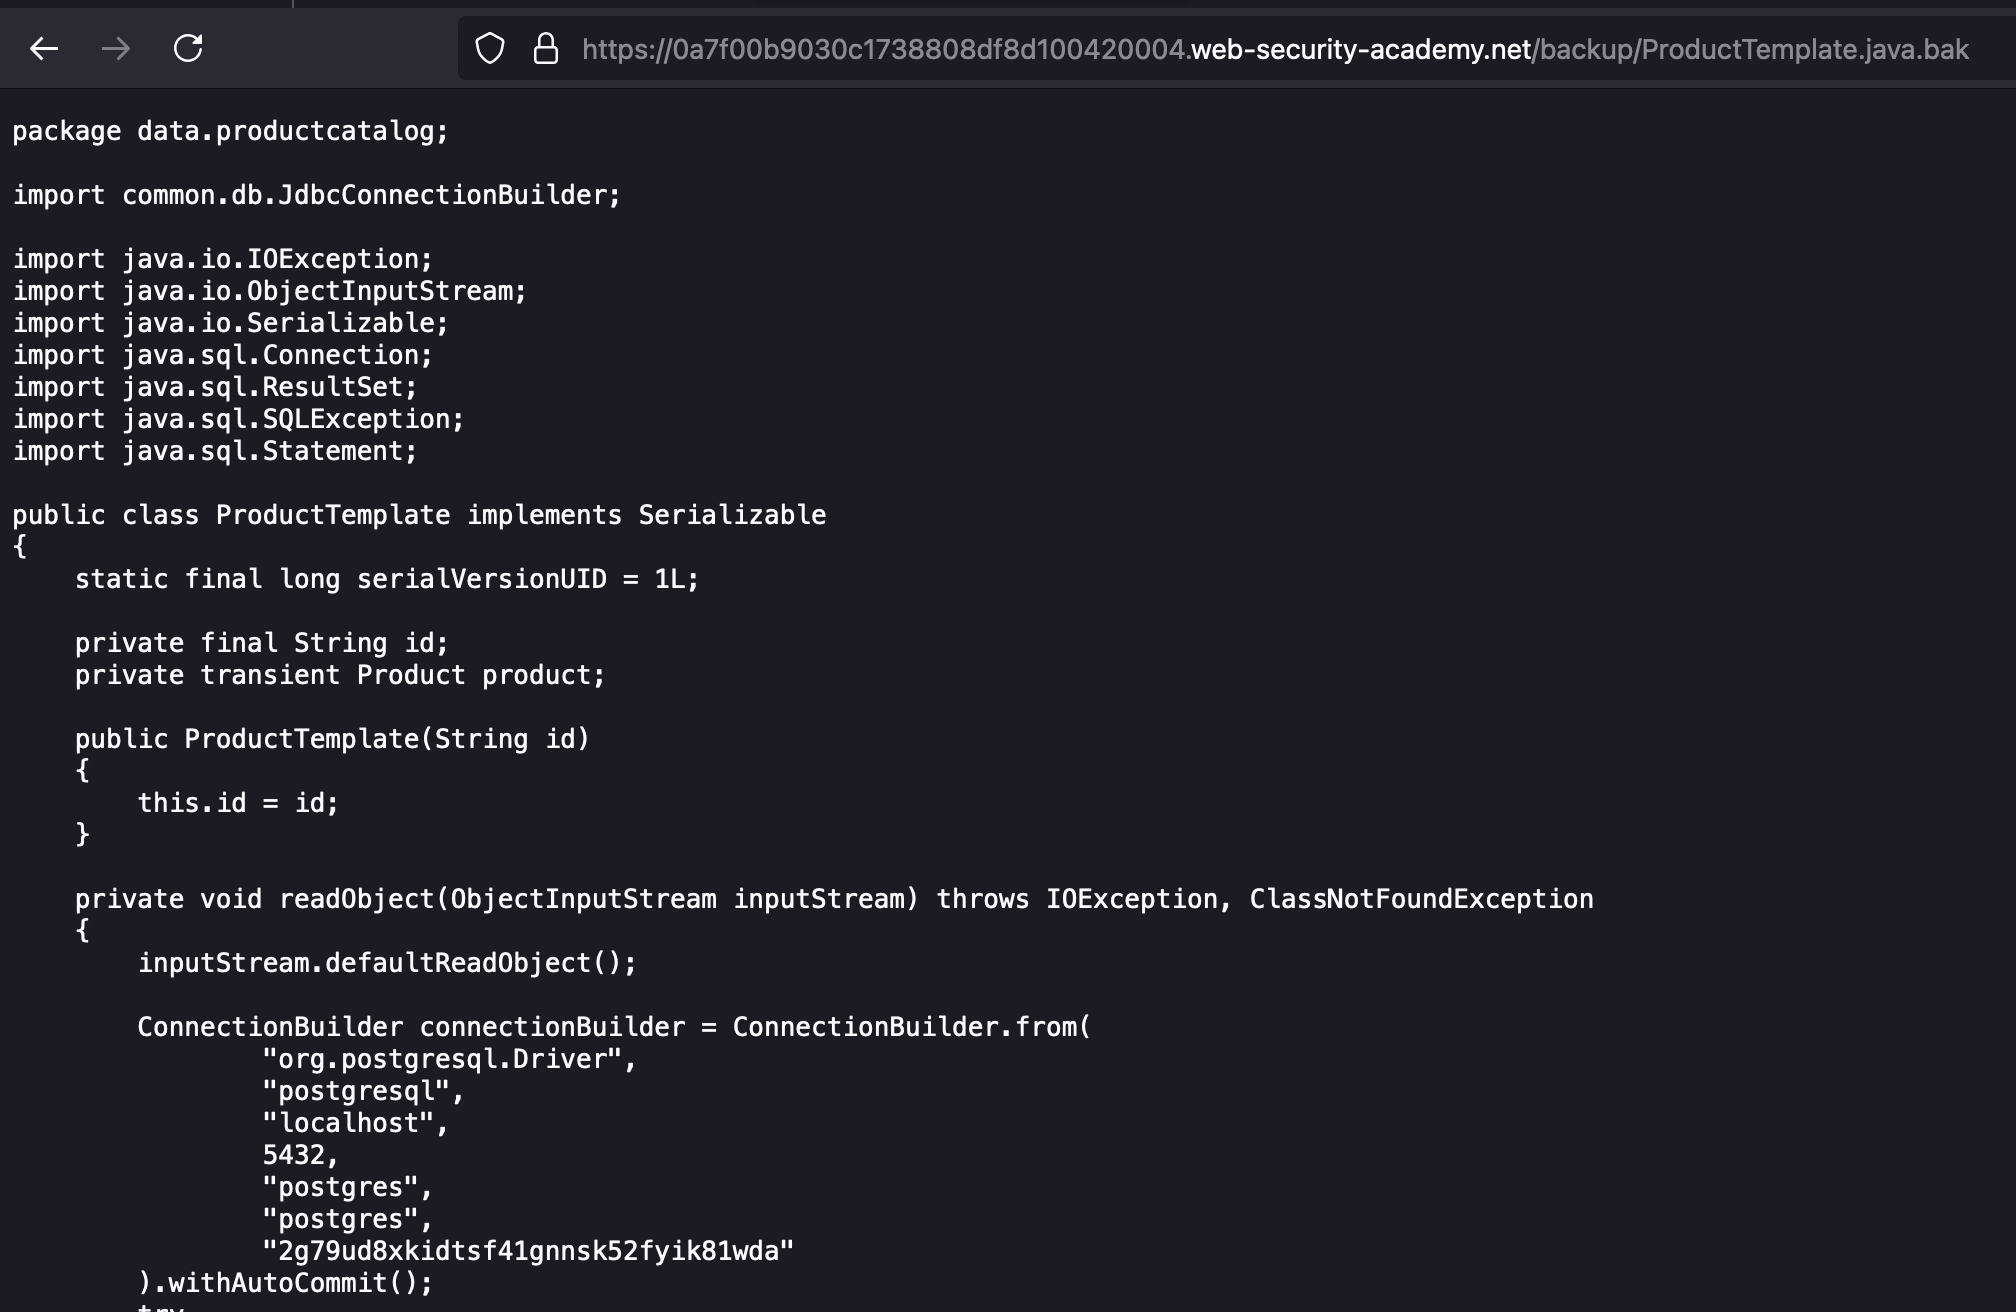 https://0a7f00b9030c1738808df8d100420004.web-security-academy.net/backup/ProductTemplate.java.bak
package data.productcatalog;
import common.db.JdbcConnectionBuilder;
import java.io.IOException;
import java.io.ObjectInputStream;
import java.io.Serializable;
import java.sql.Connection;
import java.sql.ResultSet;
import java.sql.SQLException;
import java.sql.Statement;
public class ProductTemplate implements Serializable
{
    static final long serialVersionUID = 1L;
    private final String id;
    private transient Product product;
    public ProductTemplate(String id)
    {
        this.id = id;
    }
    private void readObject(ObjectInputStream inputStream) throws IOException, ClassNotFoundException
    {
        inputStream.defaultReadObject();
        ConnectionBuilder connectionBuilder = ConnectionBuilder.from(
                "org.postgresql.Driver",
                "postgresql",
                "localhost",
                5432,
                "postgres",
                "postgres",
                "2g79ud8xkidtsf41gnnsk52fyik81wda"
        ).withAutoCommit();
        try